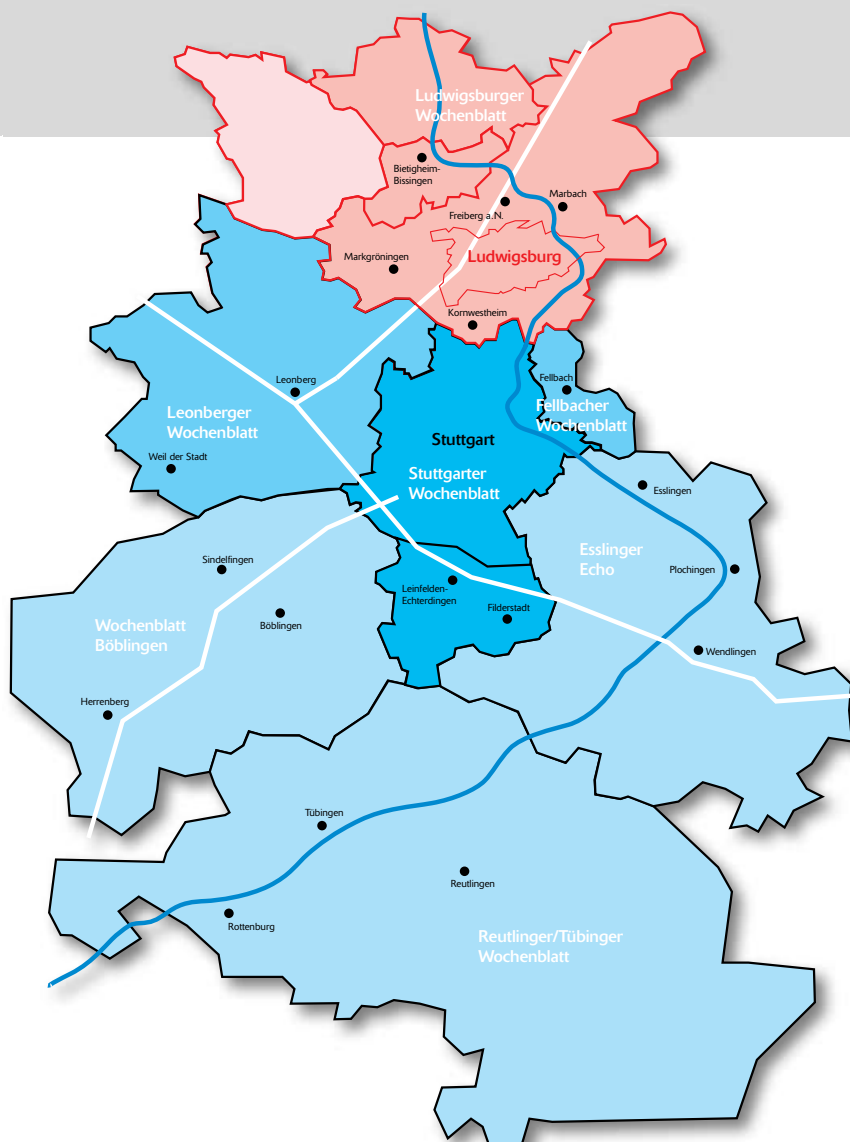 Ludwigsburger
Wochenblatt
Bietigheim-
Bissingen
Marbach
Freiberg a.N.
Markgröningen
Ludwigsburg
Kornwestheim
Leonberg
Fellbach
Leonberger
Wochenblatt
Fellbacher
Wochenblatt
Stuttgart
Weil der Stadt
Stuttgarter
Wochenblatt
Esslingen
Sindelfingen
Esslinger
Echo
Plochingen
Leinfelden-
Echterdingen
Filderstadt
Wochenblatt
Böblingen
Böblingen
Wendlingen
Herrenberg
Tübingen
Reutlingen
Rottenburg
Reutlinger/Tübinger
Wochenblatt